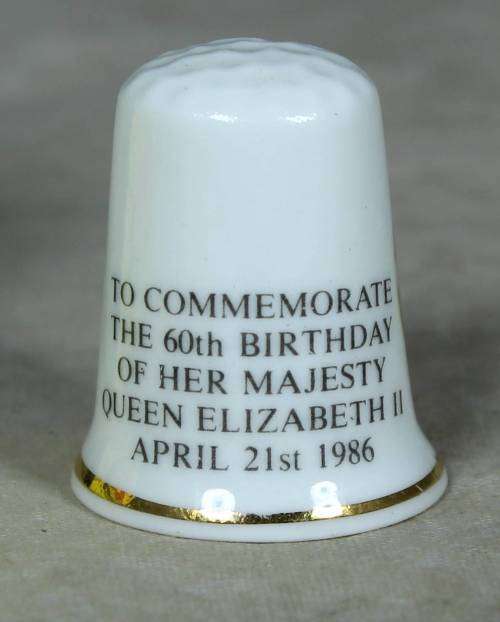 TO COMMEMORATE
THE 60th BIRTHDAY
OF HER MAJESTY
QUEEN ELIZABETH II
APRIL 21st 1986